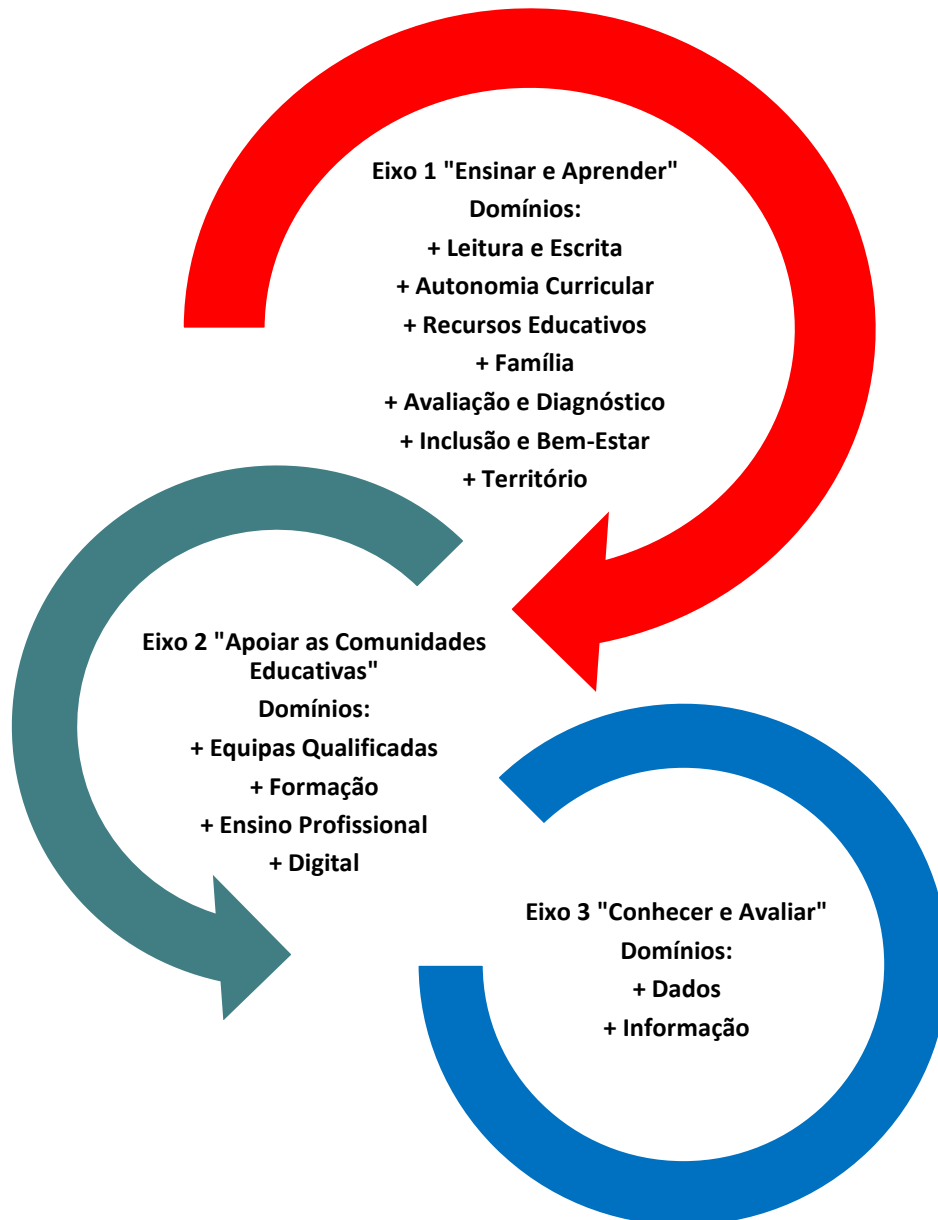 Eixo 1 "Ensinar e Aprender"
Domínios:
+ Leitura e Escrita
+ Autonomia Curricular
+ Recursos Educativos
+ Família
+ Avaliação e Diagnóstico
+ Inclusão e Bem-Estar
+ Território
Eixo 2 "Apoiar as Comunidades
Educativas"
Domínios:
+ Equipas Qualificadas
+ Formação
+ Ensino Profissional
+ Digital
Eixo 3 "Conhecer e Avaliar"
Domínios:
+ Dados
+ Informação